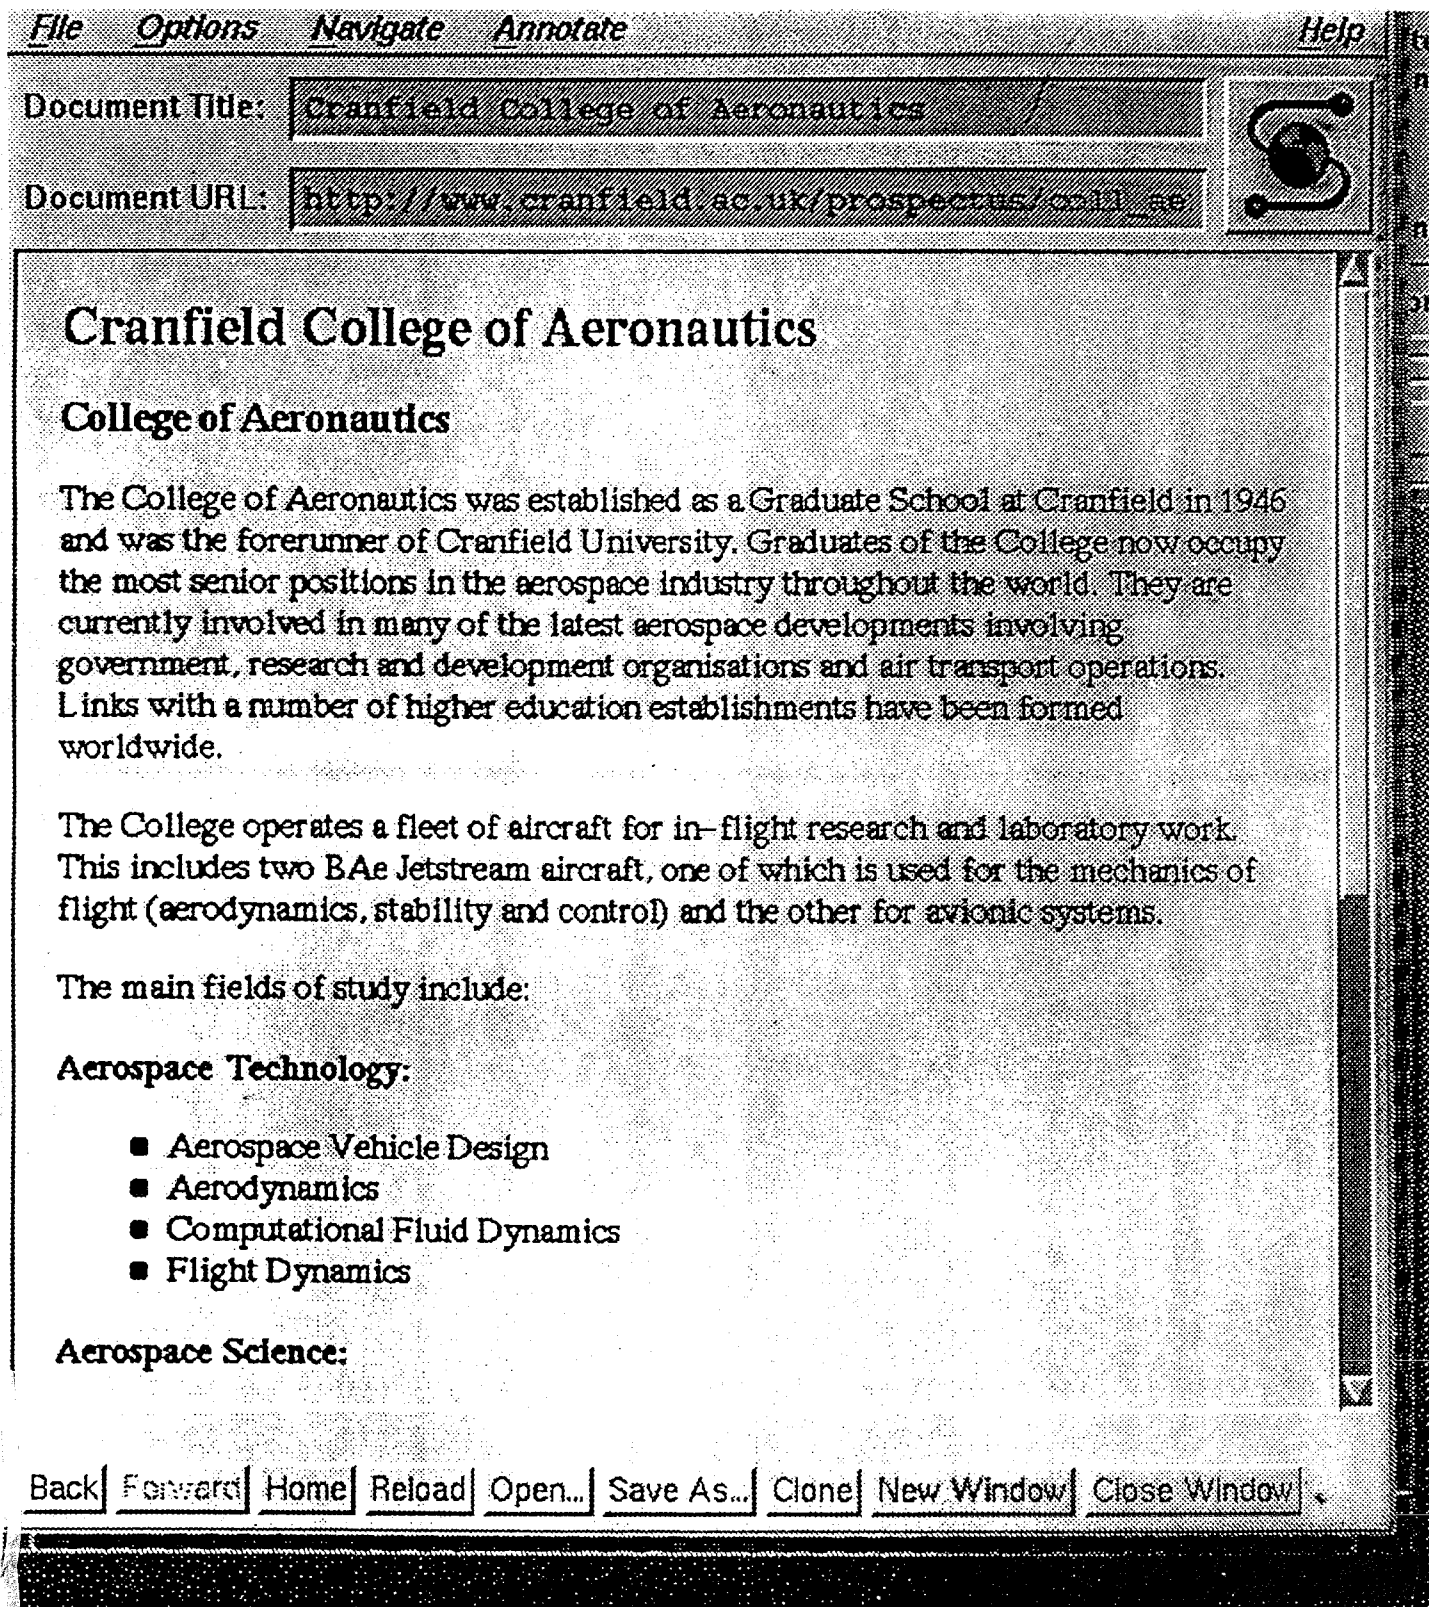 File Options Navigate Annotate Help
Document Title: Cranfield College of Aeronautics
Document URL: http://www.cranfield.ac.uk/prospectus/coll_ae
Cranfield College of Aeronautics
College of Aeronautics
The College of Aeronautics was established as a Graduate School at Cranfield in 1946
and was the forerunner of Cranfield University. Graduates of the College now occupy
the most senior positions in the aerospace industry throughout the world. They are
currently involved in many of the latest aerospace developments involving
government, research and development organisations and air transport operations.
Links with a number of higher education establishments have been formed
worldwide.
The College operates a fleet of aircraft for in-flight research and laboratory work.
This includes two BAe Jetstream aircraft, one of which is used for the mechanics of
flight (aerodynamics, stability and control) and the other for avionic systems.
The main fields of study include:
Aerospace Technology:
■ Aerospace Vehicle Design
■ Aerodynamics
■ Computational Fluid Dynamics
■ Flight Dynamics
Aerospace Science:
Back Forward Home Reload Open... Save As... Clone New Window Close Window